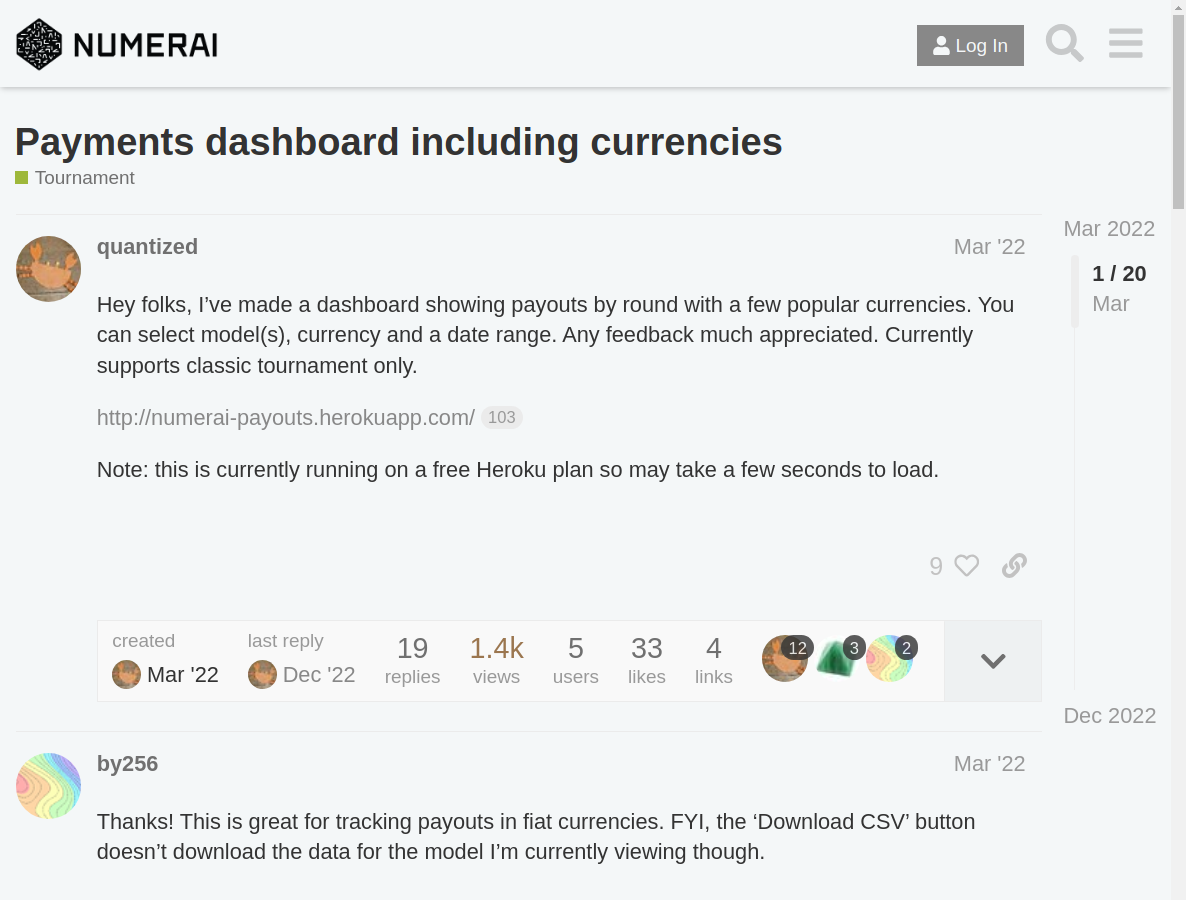 NUMERAI
Log In
Payments dashboard including currencies
Tournament
quantized
Mar '22
Hey folks, I’ve made a dashboard showing payouts by round with a few popular currencies. You
can select model(s), currency and a date range. Any feedback much appreciated. Currently
supports classic tournament only.
http://numerai-payouts.herokuapp.com/ 103
Note: this is currently running on a free Heroku plan so may take a few seconds to load.
9
created
Mar '22
last reply
Dec '22
19
replies
1.4k
views
5
users
33
likes
4
links
12
3
2
Mar 2022
1 / 20
Mar
Dec 2022
by256
Mar '22
Thanks! This is great for tracking payouts in fiat currencies. FYI, the ‘Download CSV’ button
doesn’t download the data for the model I’m currently viewing though.